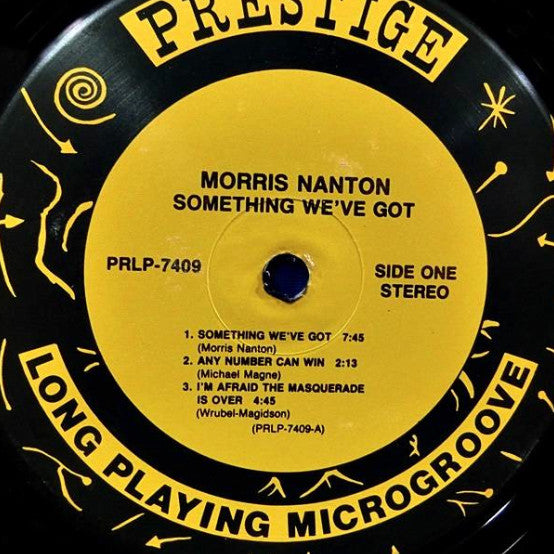 PRESTIGE
MORRIS NANTON
SOMETHING WE'VE GOT
PRLP-7409
SIDE ONE
STEREO
1. SOMETHING WE'VE GOT 7:45
(Morris Nanton)
2. ANY NUMBER CAN WIN 2:13
(Michael Magne)
3. I'M AFRAID THE MASQUERADE
IS OVER 4:45
(Wrubel-Magidson)
(PRLP-7409-A)
LONG PLAYING MICROGROOVE